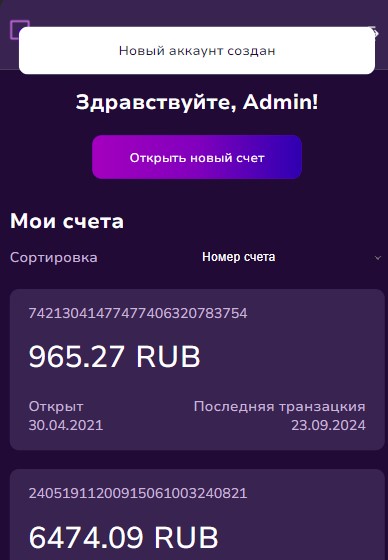 Новый аккаунт создан
Здравствуйте, Admin!
Открыть новый счет
Мои счета
Сортировка Номер счета
74213041477477406320783754
965.27 RUB
Открыт Последняя транзакция
30.04.2021 23.09.2024
24051911200915061003240821
6474.09 RUB